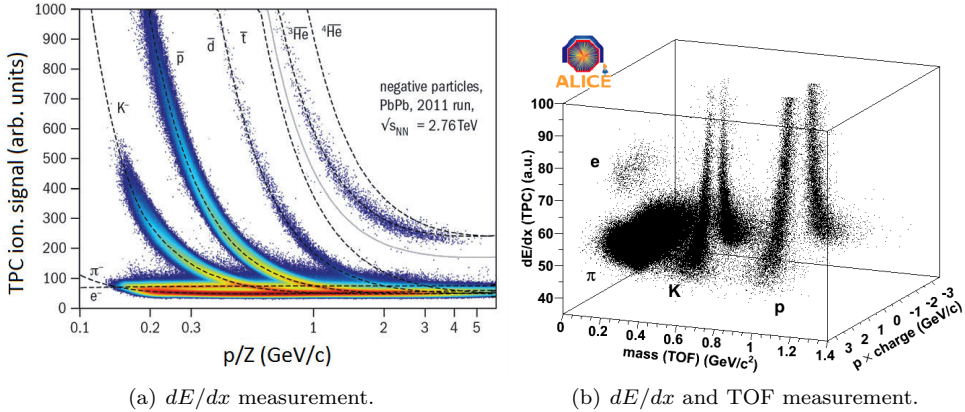 TPC ion. signal (arb. units)
1000
900
800
700
600
500
400
300
200
100
0
K⁻
p̅
d̅
t̅
³H̅e̅
⁴H̅e̅
negative particles,
PbPb, 2011 run,
√sNN = 2.76 TeV
π⁻
e⁻
0.1
0.2
0.3
1
2
3
4
5
p/Z (GeV/c)
(a) dE/dx measurement.
ALICE
dE/dx (TPC) (a.u.)
100
90
80
70
60
50
40
e
π
K
p
0
0.2
0.4
0.6
0.8
1
1.2
1.4
mass (TOF) (GeV/c²)
3
2
1
0
-1
-2
-3
p × charge (GeV/c)
(b) dE/dx and TOF measurement.